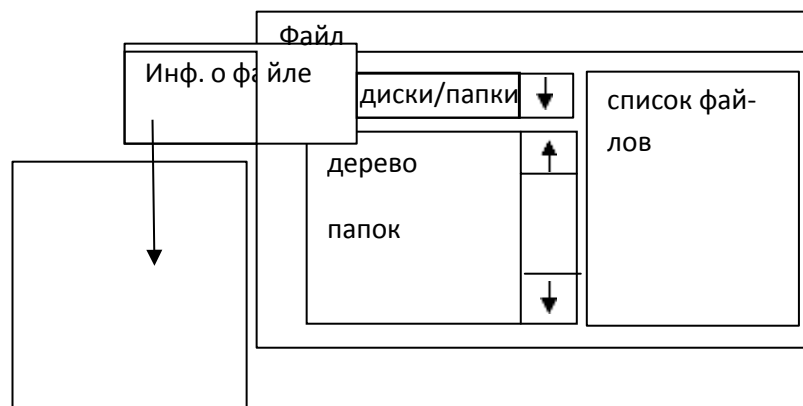 Файл
Инф. о файле
диски/папки
список фай-
лов
дерево
папок